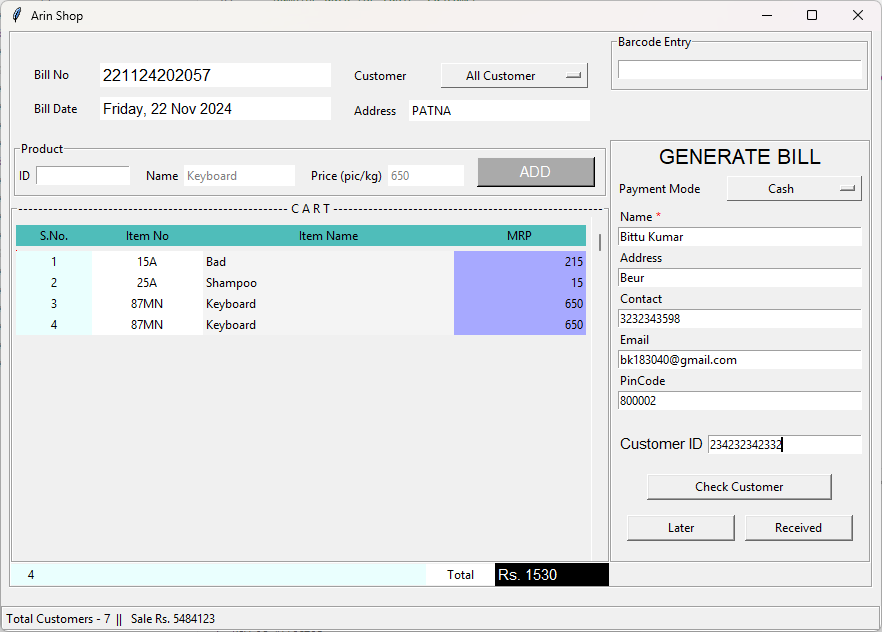 Arin Shop
Bill No 221124202057 Customer All Customer
Bill Date Friday, 22 Nov 2024 Address PATNA
Barcode Entry
Product
ID Name Keyboard Price (pic/kg) 650 ADD
C A R T
S.No. Item No Item Name MRP
1 15A Bad 215
2 25A Shampoo 15
3 87MN Keyboard 650
4 87MN Keyboard 650
4 Total Rs. 1530
GENERATE BILL
Payment Mode Cash
Name *
Bittu Kumar
Address
Beur
Contact
3232343598
Email
bk183040@gmail.com
PinCode
800002
Customer ID 234232342332
Check Customer
Later Received
Total Customers - 7 || Sale Rs. 5484123